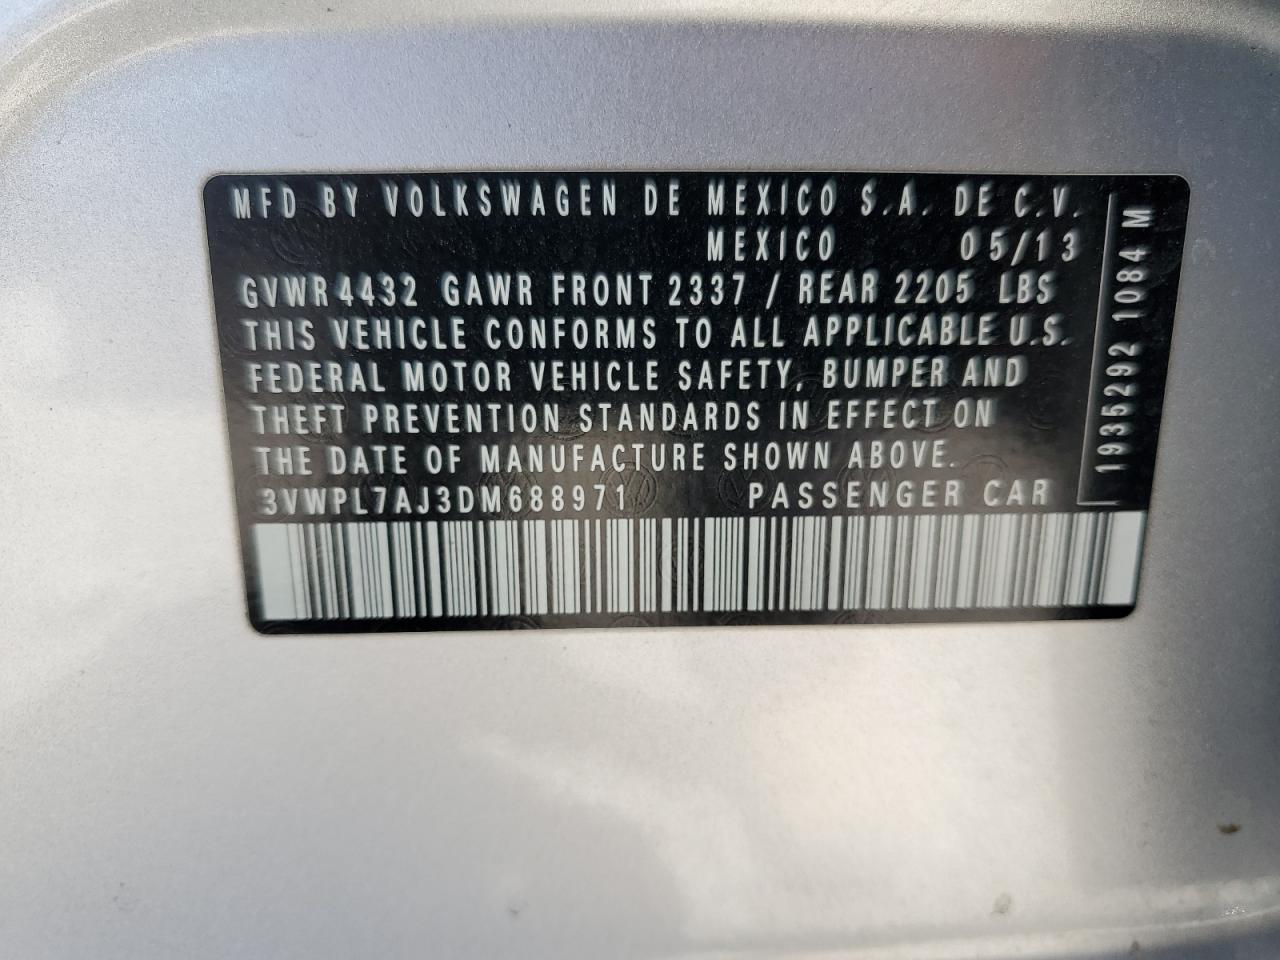 MFD BY VOLKSWAGEN DE MEXICO S.A. DE C.V.
MEXICO 05/13
GVWR 4432 GAWR FRONT 2337 / REAR 2205 LBS
THIS VEHICLE CONFORMS TO ALL APPLICABLE U.S.
FEDERAL MOTOR VEHICLE SAFETY, BUMPER AND
THEFT PREVENTION STANDARDS IN EFFECT ON
THE DATE OF MANUFACTURE SHOWN ABOVE.
3VWPL7AJ3DM688971 PASSENGER CAR
1935292 1084 M